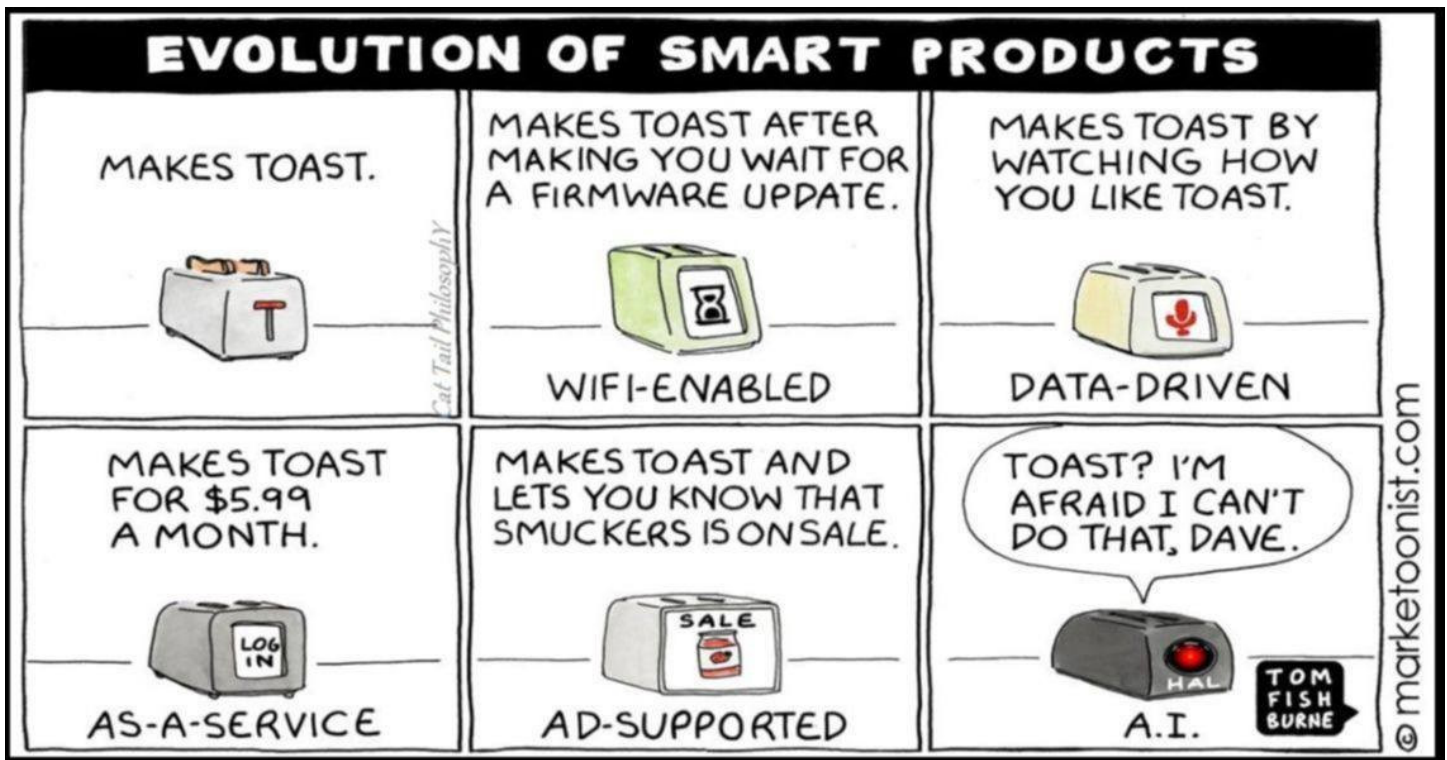 EVOLUTION OF SMART PRODUCTS
MAKES TOAST.
MAKES TOAST AFTER
MAKING YOU WAIT FOR
A FIRMWARE UPDATE.
WIFI-ENABLED
MAKES TOAST BY
WATCHING HOW
YOU LIKE TOAST.
DATA-DRIVEN
Cat Tail PhilosophY
MAKES TOAST
FOR $5.99
A MONTH.
LOG
IN
AS-A-SERVICE
MAKES TOAST AND
LETS YOU KNOW THAT
SMUCKERS IS ON SALE.
SALE
AD-SUPPORTED
TOAST? I'M
AFRAID I CAN'T
DO THAT, DAVE.
HAL
A.I.
TOM
FISH
BURNE
© marketoonist.com